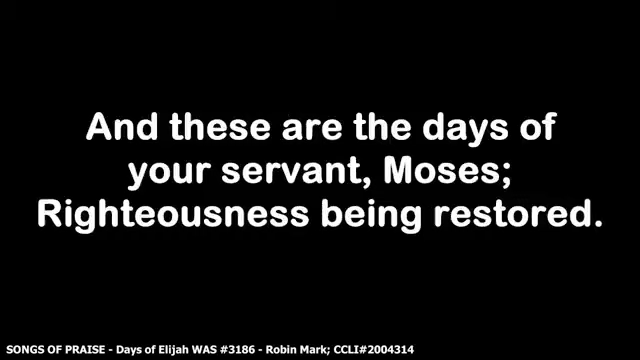 And these are the days of
your servant, Moses;
Righteousness being restored.
SONGS OF PRAISE - Days of Elijah WAS #3186 - Robin Mark; CCLI#2004314